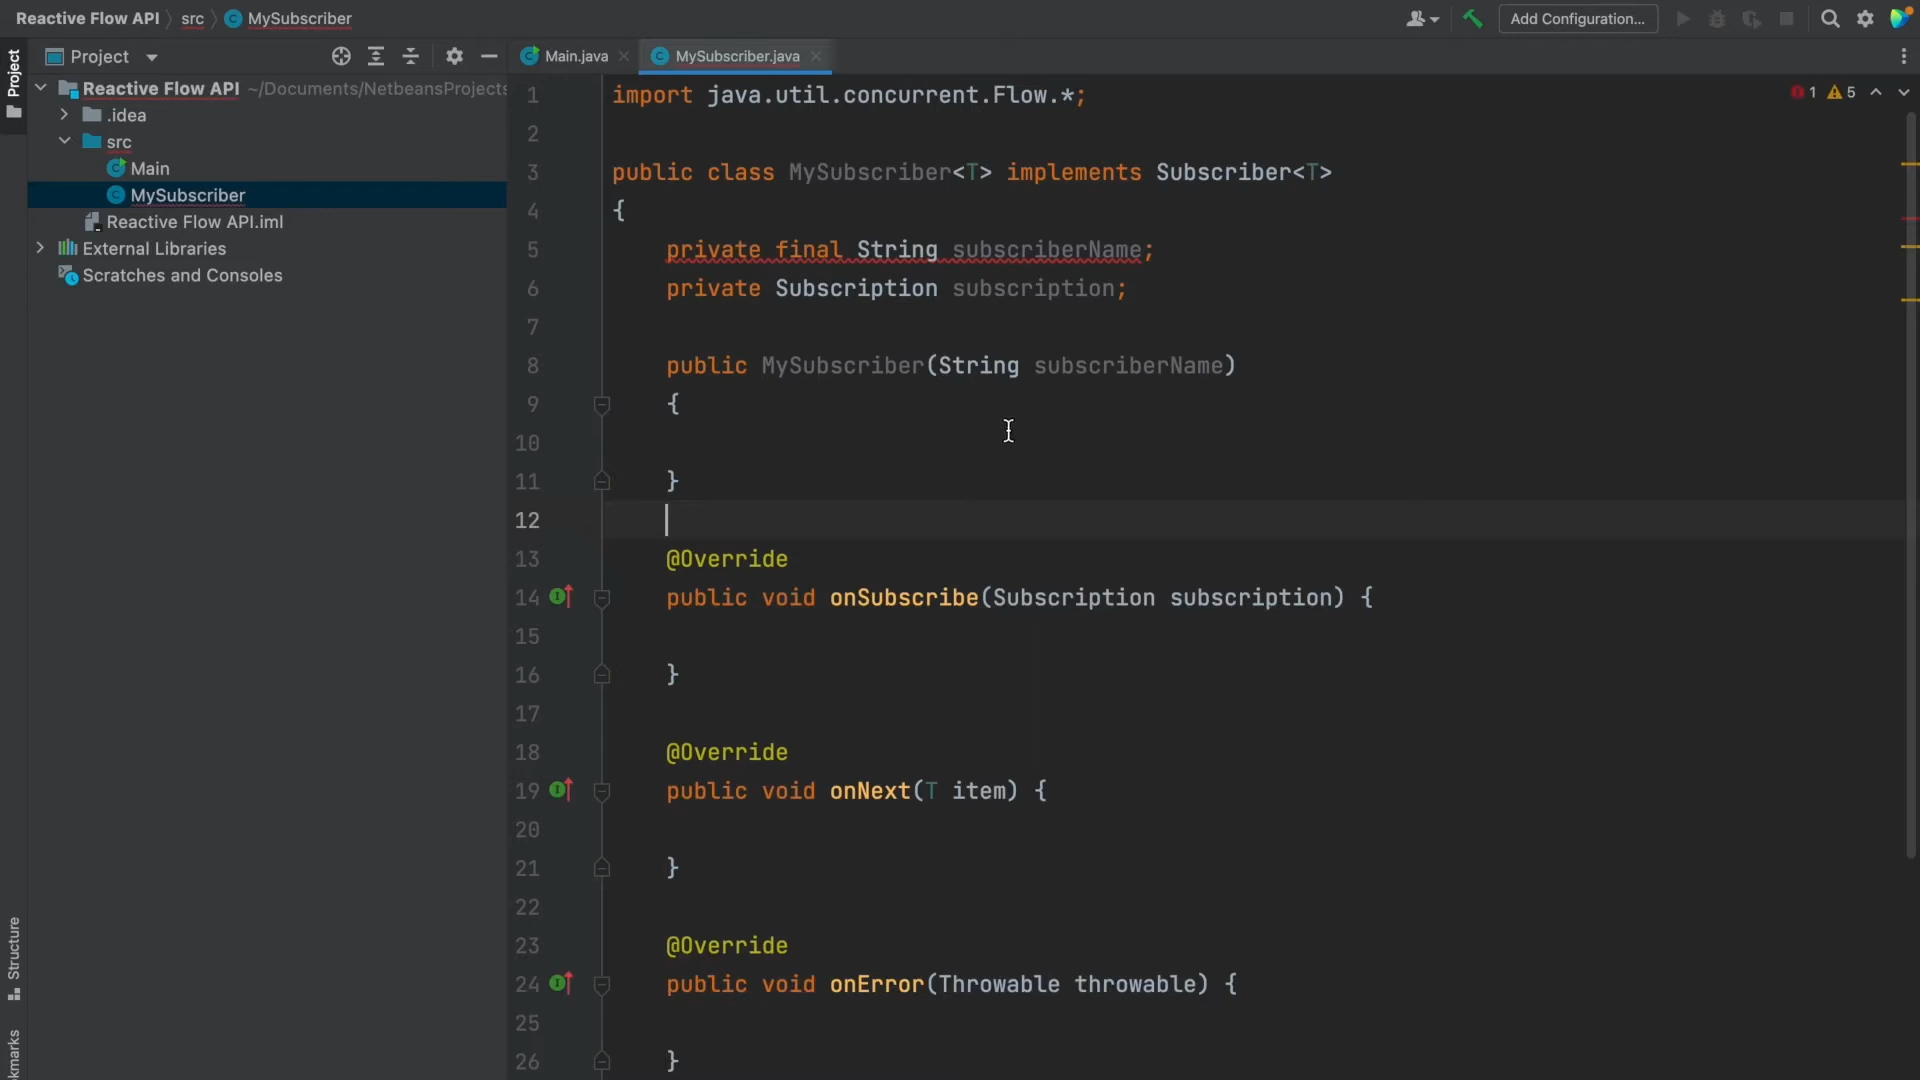 Reactive Flow API src MySubscriber
Add Configuration...
Project
Project
Main.java
MySubscriber.java
Reactive Flow API ~/Documents/NetbeansProjects
.idea
src
Main
MySubscriber
Reactive Flow API.iml
External Libraries
Scratches and Consoles
1 5
1 import java.util.concurrent.Flow.*;
2
3 public class MySubscriber<T> implements Subscriber<T>
4 {
5 private final String subscriberName;
6 private Subscription subscription;
7
8 public MySubscriber(String subscriberName)
9 {
10
11 }
12
13 @Override
14 public void onSubscribe(Subscription subscription) {
15
16 }
17
18 @Override
19 public void onNext(T item) {
20
21 }
22
23 @Override
24 public void onError(Throwable throwable) {
25
26 }
Structure